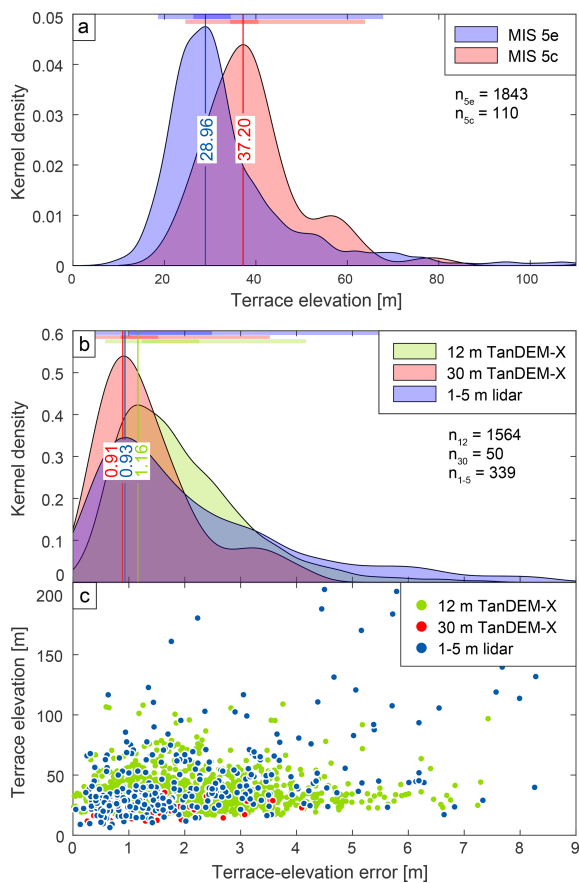 a
0.05
0.04
0.03
0.02
0.01
0
Kernel density
28.96
37.20
MIS 5e
MIS 5c
n5e = 1843
n5c = 110
0 20 40 60 80 100
Terrace elevation [m]
b
0.6
0.5
0.4
0.3
0.2
0.1
0
Kernel density
0.91
0.93
1.16
12 m TanDEM-X
30 m TanDEM-X
1-5 m lidar
n12 = 1564
n30 = 50
n1-5 = 339
c
200
150
100
50
0
Terrace elevation [m]
12 m TanDEM-X
30 m TanDEM-X
1-5 m lidar
0 1 2 3 4 5 6 7 8 9
Terrace-elevation error [m]